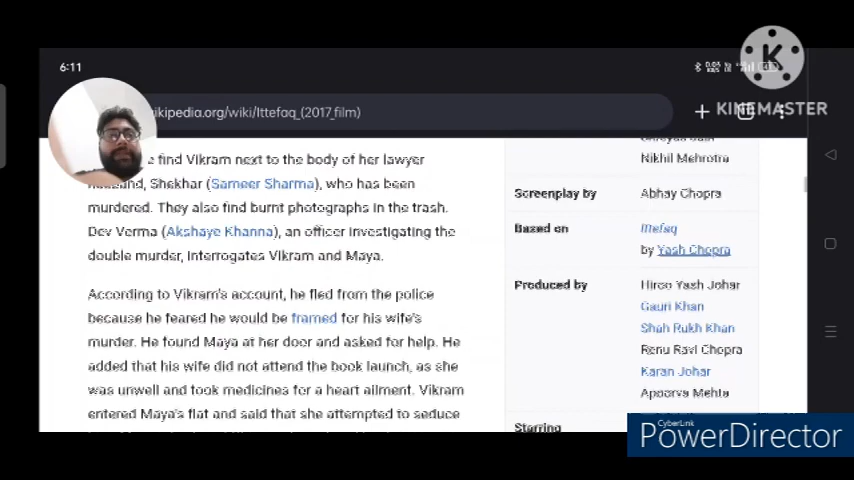 6:11
KINEMASTER
ikipedia.org/wiki/Ittefaq_(2017_film)
e find Vikram next to the body of her lawyer
Shekhar (Sameer Sharma), who has been
murdered. They also find burnt photographs in the trash.
Dev Verma (Akshaye Khanna), an officer investigating the
double murder, interrogates Vikram and Maya.
According to Vikram's account, he fled from the police
because he feared he would be framed for his wife's
murder. He found Maya at her door and asked for help. He
added that his wife did not attend the book launch, as she
was unwell and took medicines for a heart ailment. Vikram
entered Maya's flat and said that she attempted to seduce
Nikhil Mehrotra
Screenplay by Abhay Chopra
Based on Ittefaq
by Yash Chopra
Produced by Hiroo Yash Johar
Gauri Khan
Shah Rukh Khan
Renu Ravi Chopra
Karan Johar
Apoorva Mehta
Starring
CyberLink
PowerDirector